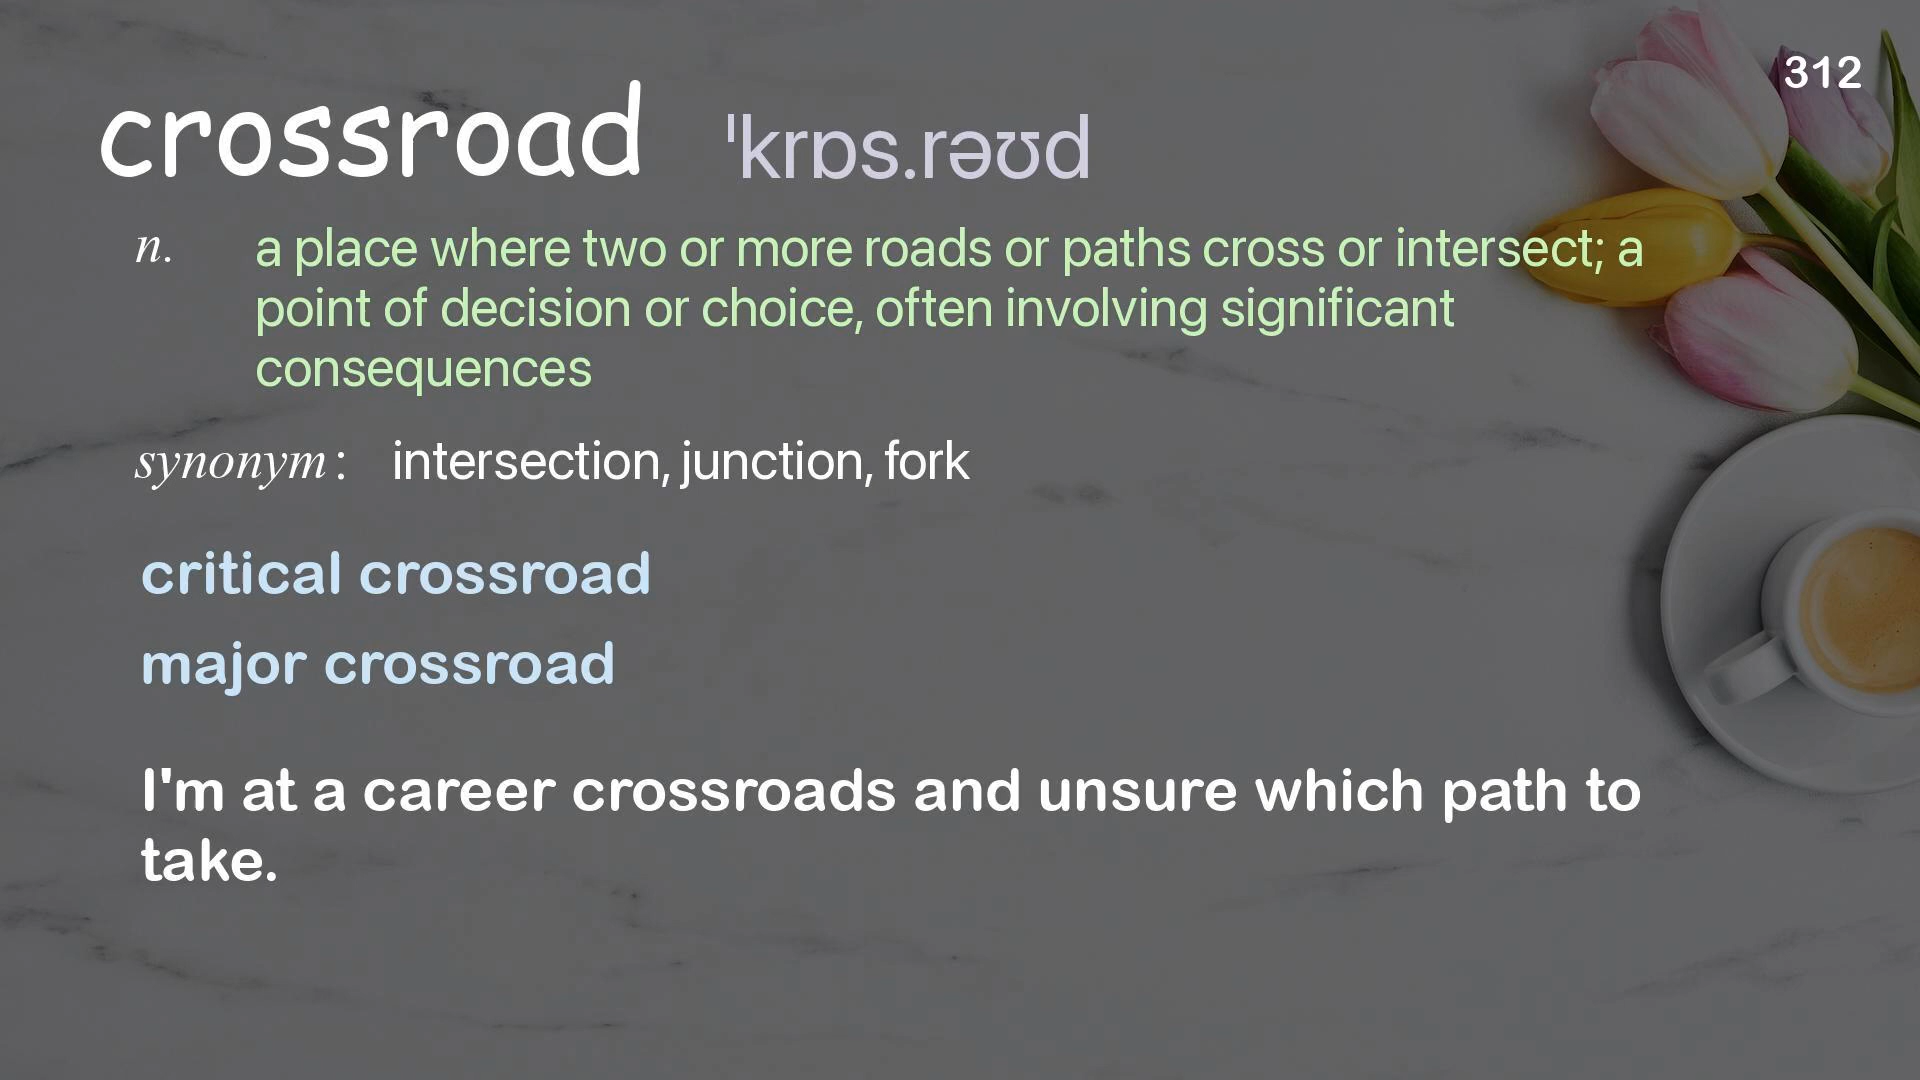 312
crossroad ˈkrɒs.rəʊd
n. a place where two or more roads or paths cross or intersect; a
point of decision or choice, often involving significant
consequences
synonym: intersection, junction, fork
critical crossroad
major crossroad
I'm at a career crossroads and unsure which path to
take.